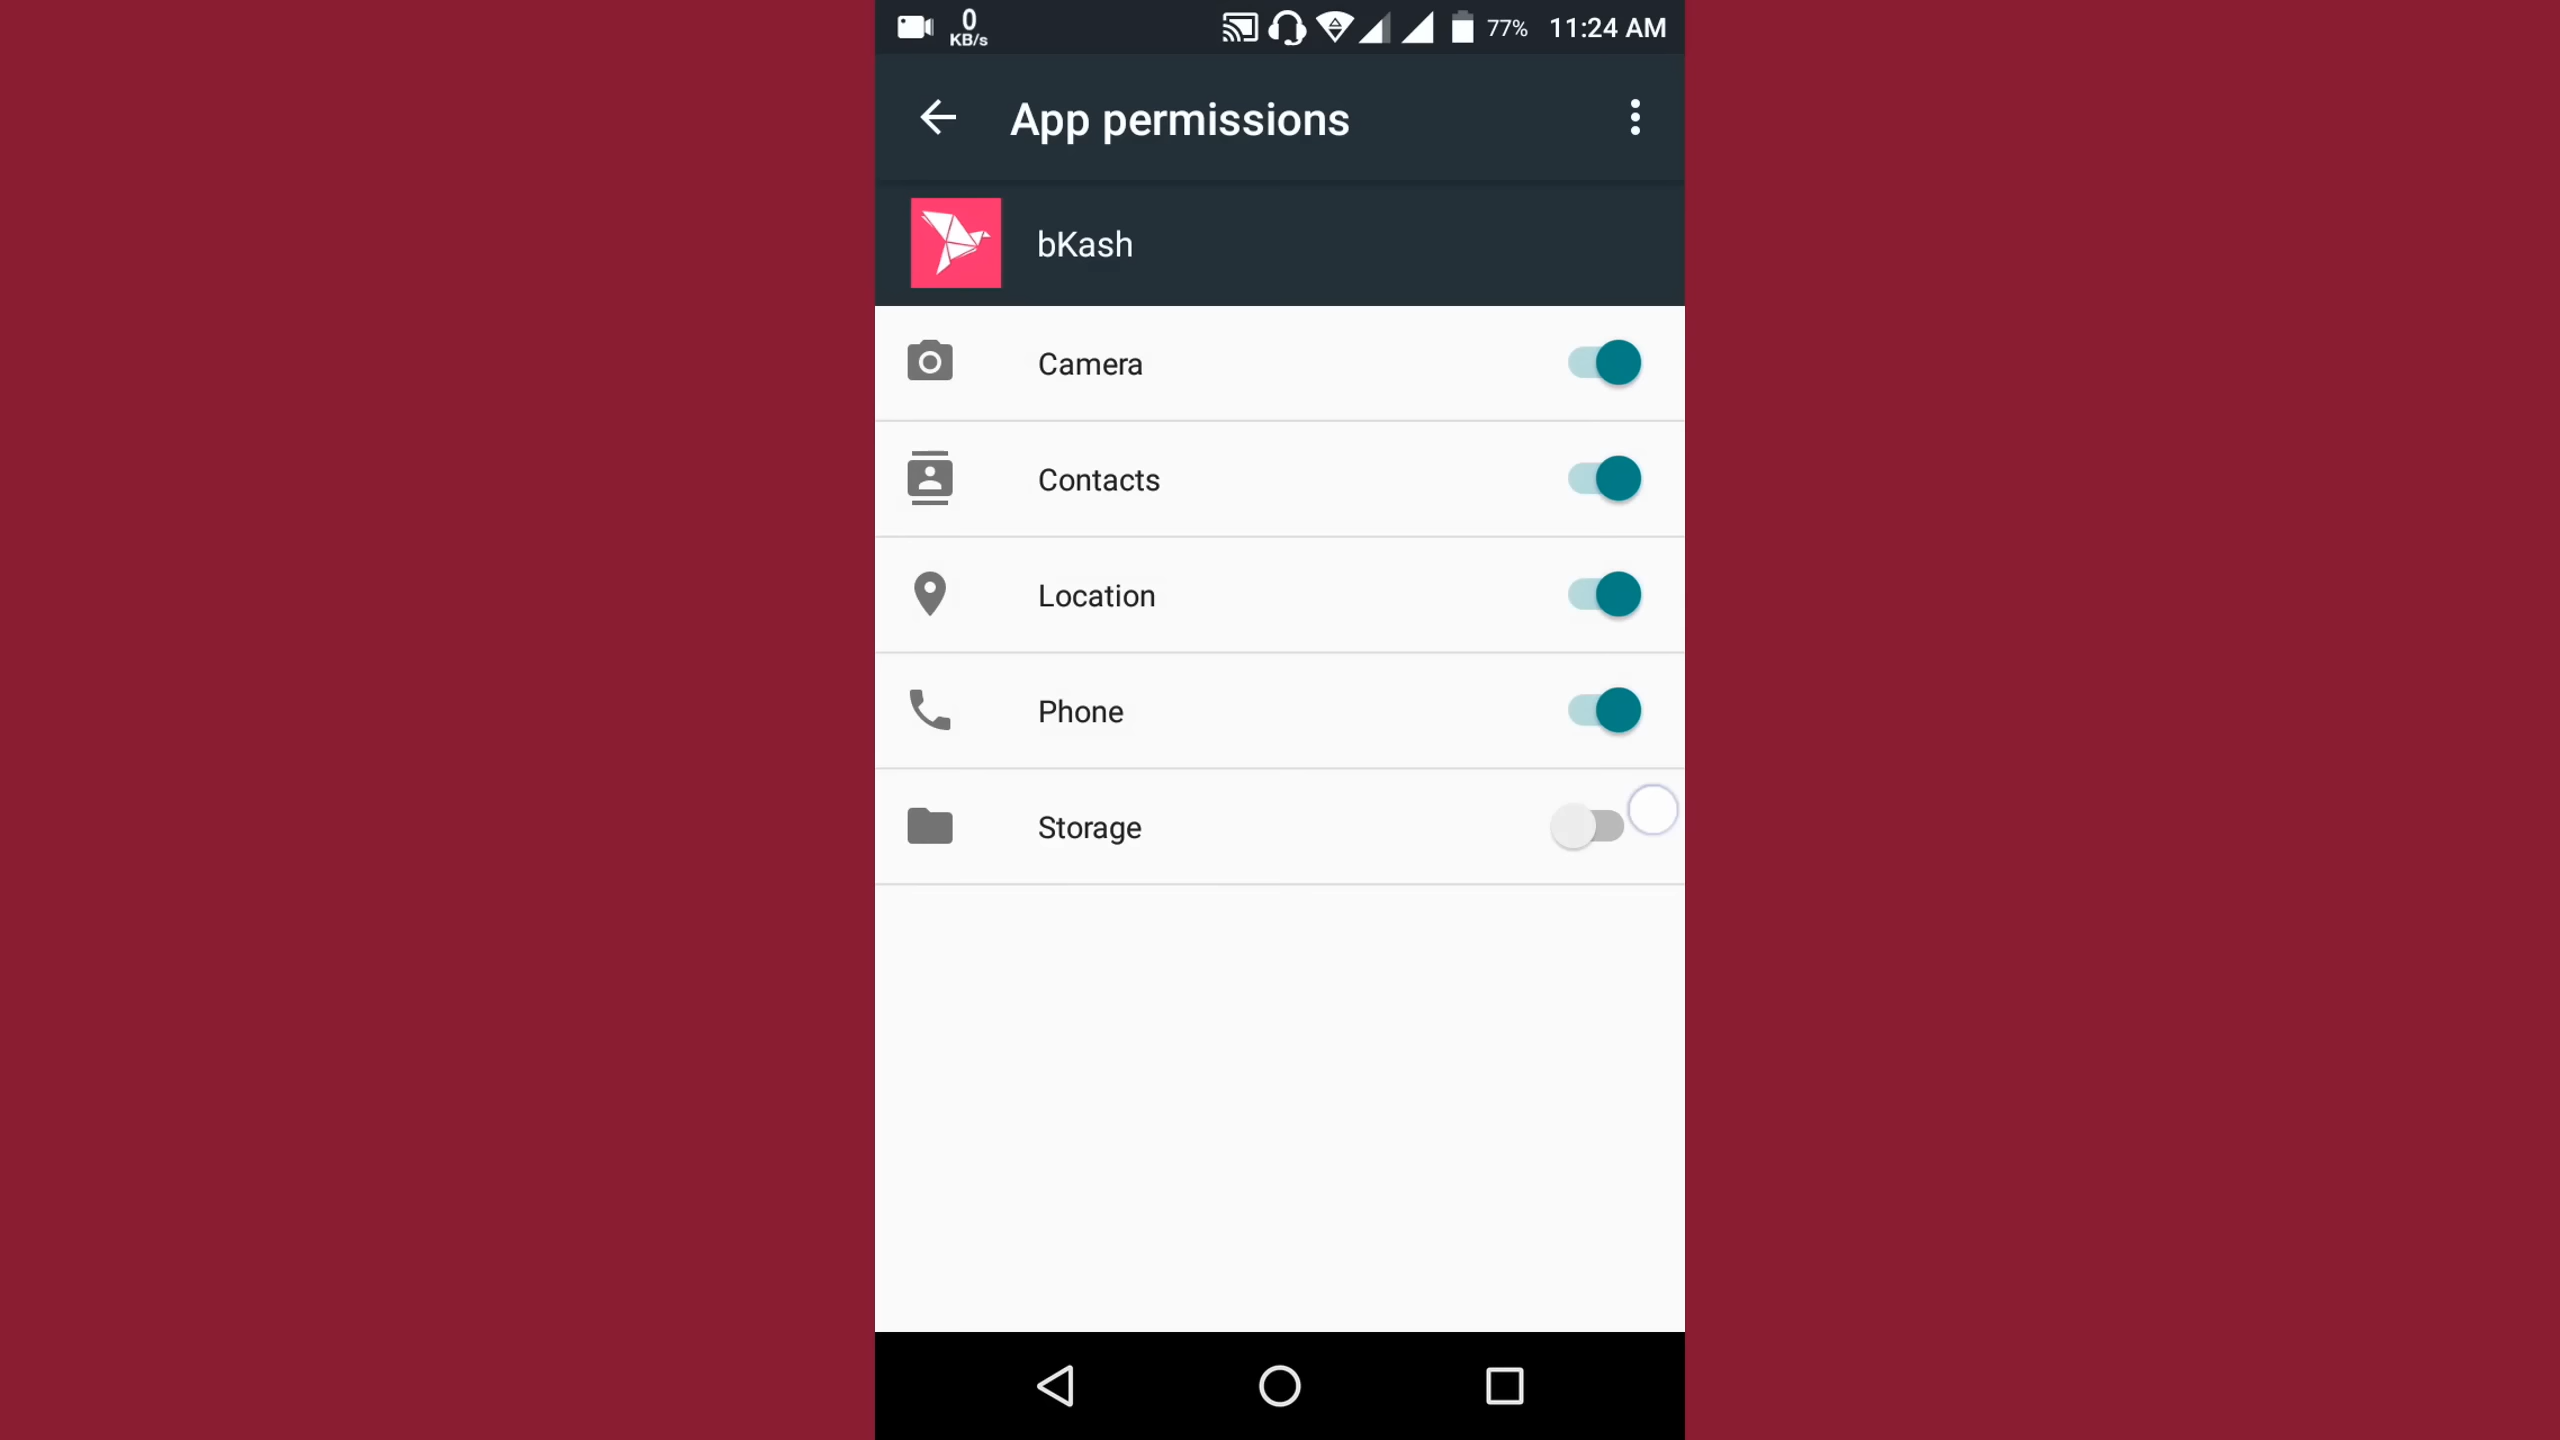 0
KB/s
77% 11:24 AM
App permissions
bKash
Camera
Contacts
Location
Phone
Storage